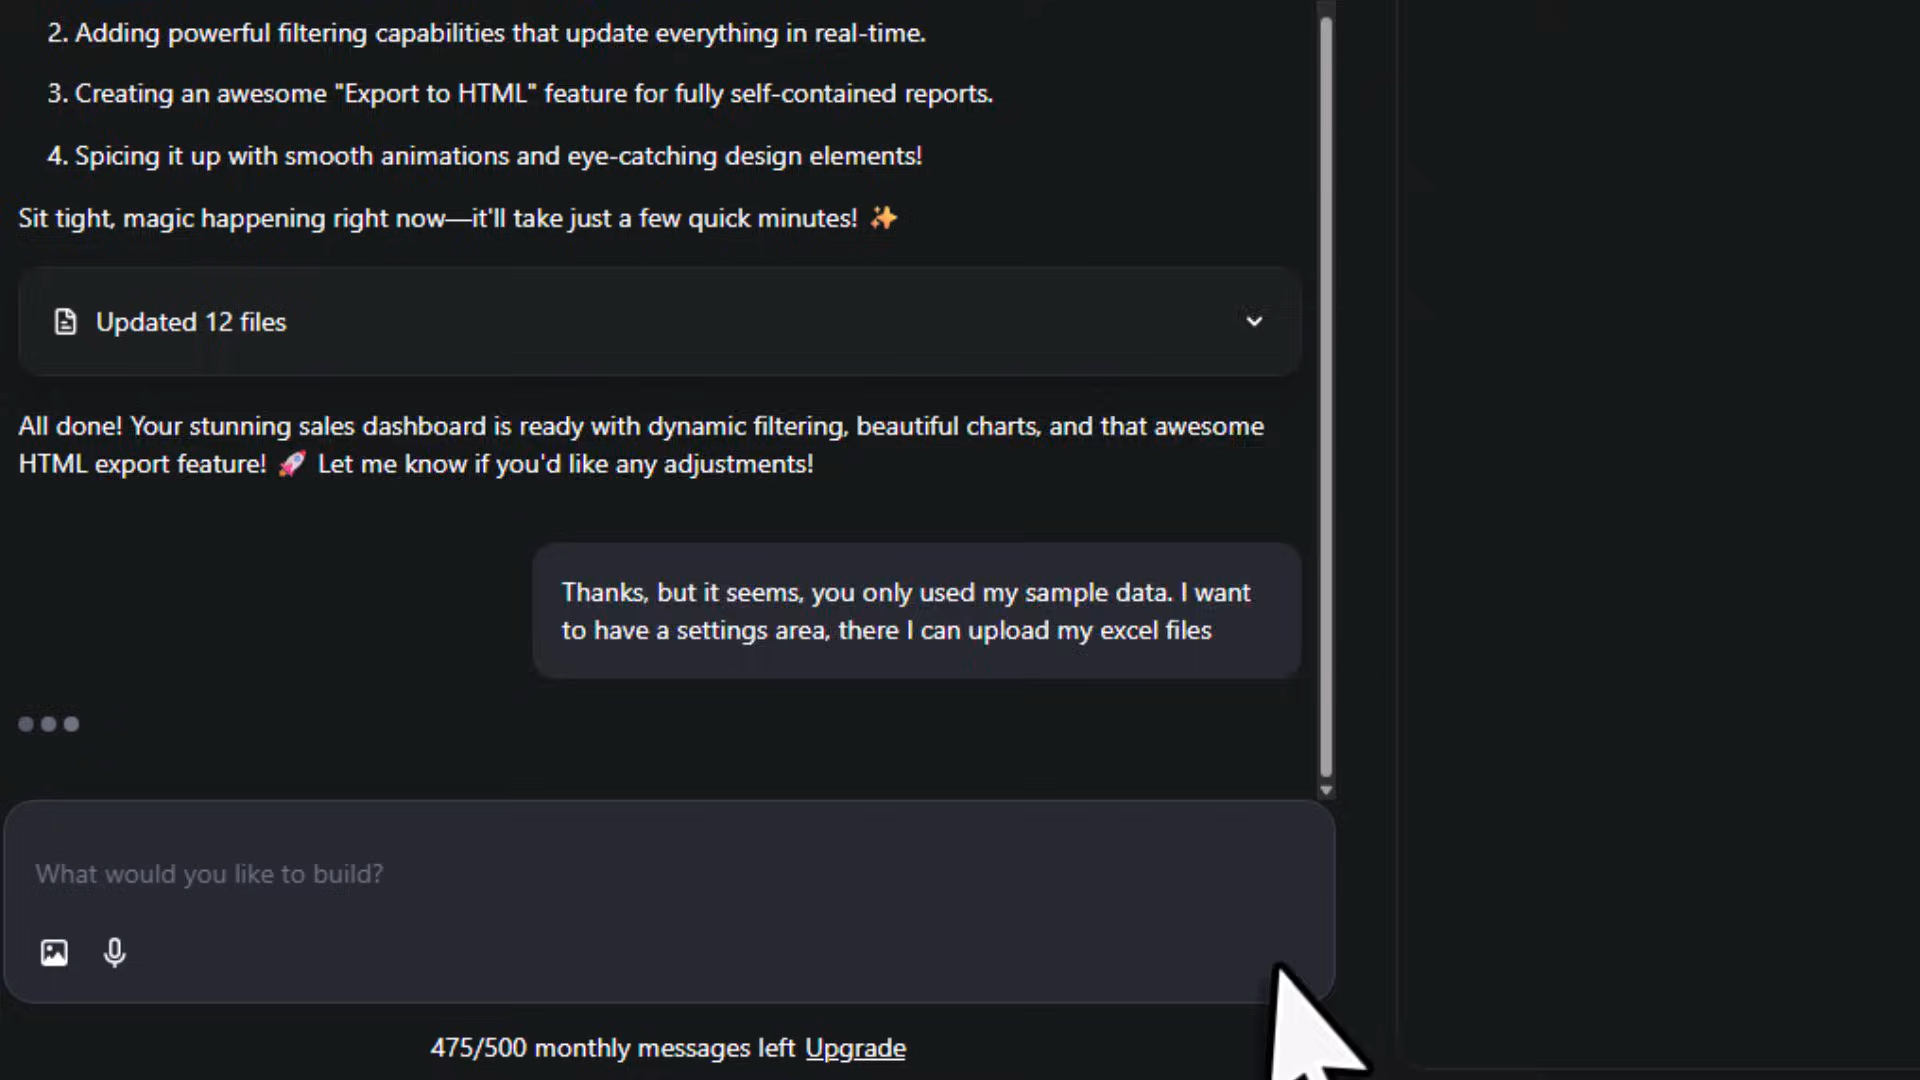 2. Adding powerful filtering capabilities that update everything in real-time.
3. Creating an awesome "Export to HTML" feature for fully self-contained reports.
4. Spicing it up with smooth animations and eye-catching design elements!
Sit tight, magic happening right now—it'll take just a few quick minutes! ✨
Updated 12 files
All done! Your stunning sales dashboard is ready with dynamic filtering, beautiful charts, and that awesome
HTML export feature! 🚀 Let me know if you'd like any adjustments!
Thanks, but it seems, you only used my sample data. I want
to have a settings area, there I can upload my excel files
What would you like to build?
475/500 monthly messages left Upgrade